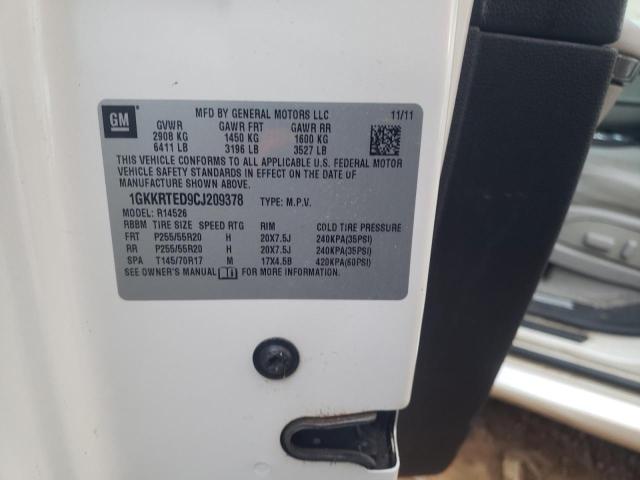 GM
MFD BY GENERAL MOTORS LLC 11/11
GVWR GAWR FRT GAWR RR
2908 KG 1450 KG 1600 KG
6411 LB 3196 LB 3527 LB
THIS VEHICLE CONFORMS TO ALL APPLICABLE U.S. FEDERAL MOTOR
VEHICLE SAFETY STANDARDS IN EFFECT ON THE DATE OF
MANUFACTURE SHOWN ABOVE.
1GKKRTED9CJ209378 TYPE: M.P.V.
MODEL: R14526
RBBM TIRE SIZE SPEED RTG RIM COLD TIRE PRESSURE
FRT P255/55R20 H 20X7.5J 240KPA(35PSI)
RR P255/55R20 H 20X7.5J 240KPA(35PSI)
SPA T145/70R17 M 17X4.5B 420KPA(60PSI)
SEE OWNER'S MANUAL FOR MORE INFORMATION.